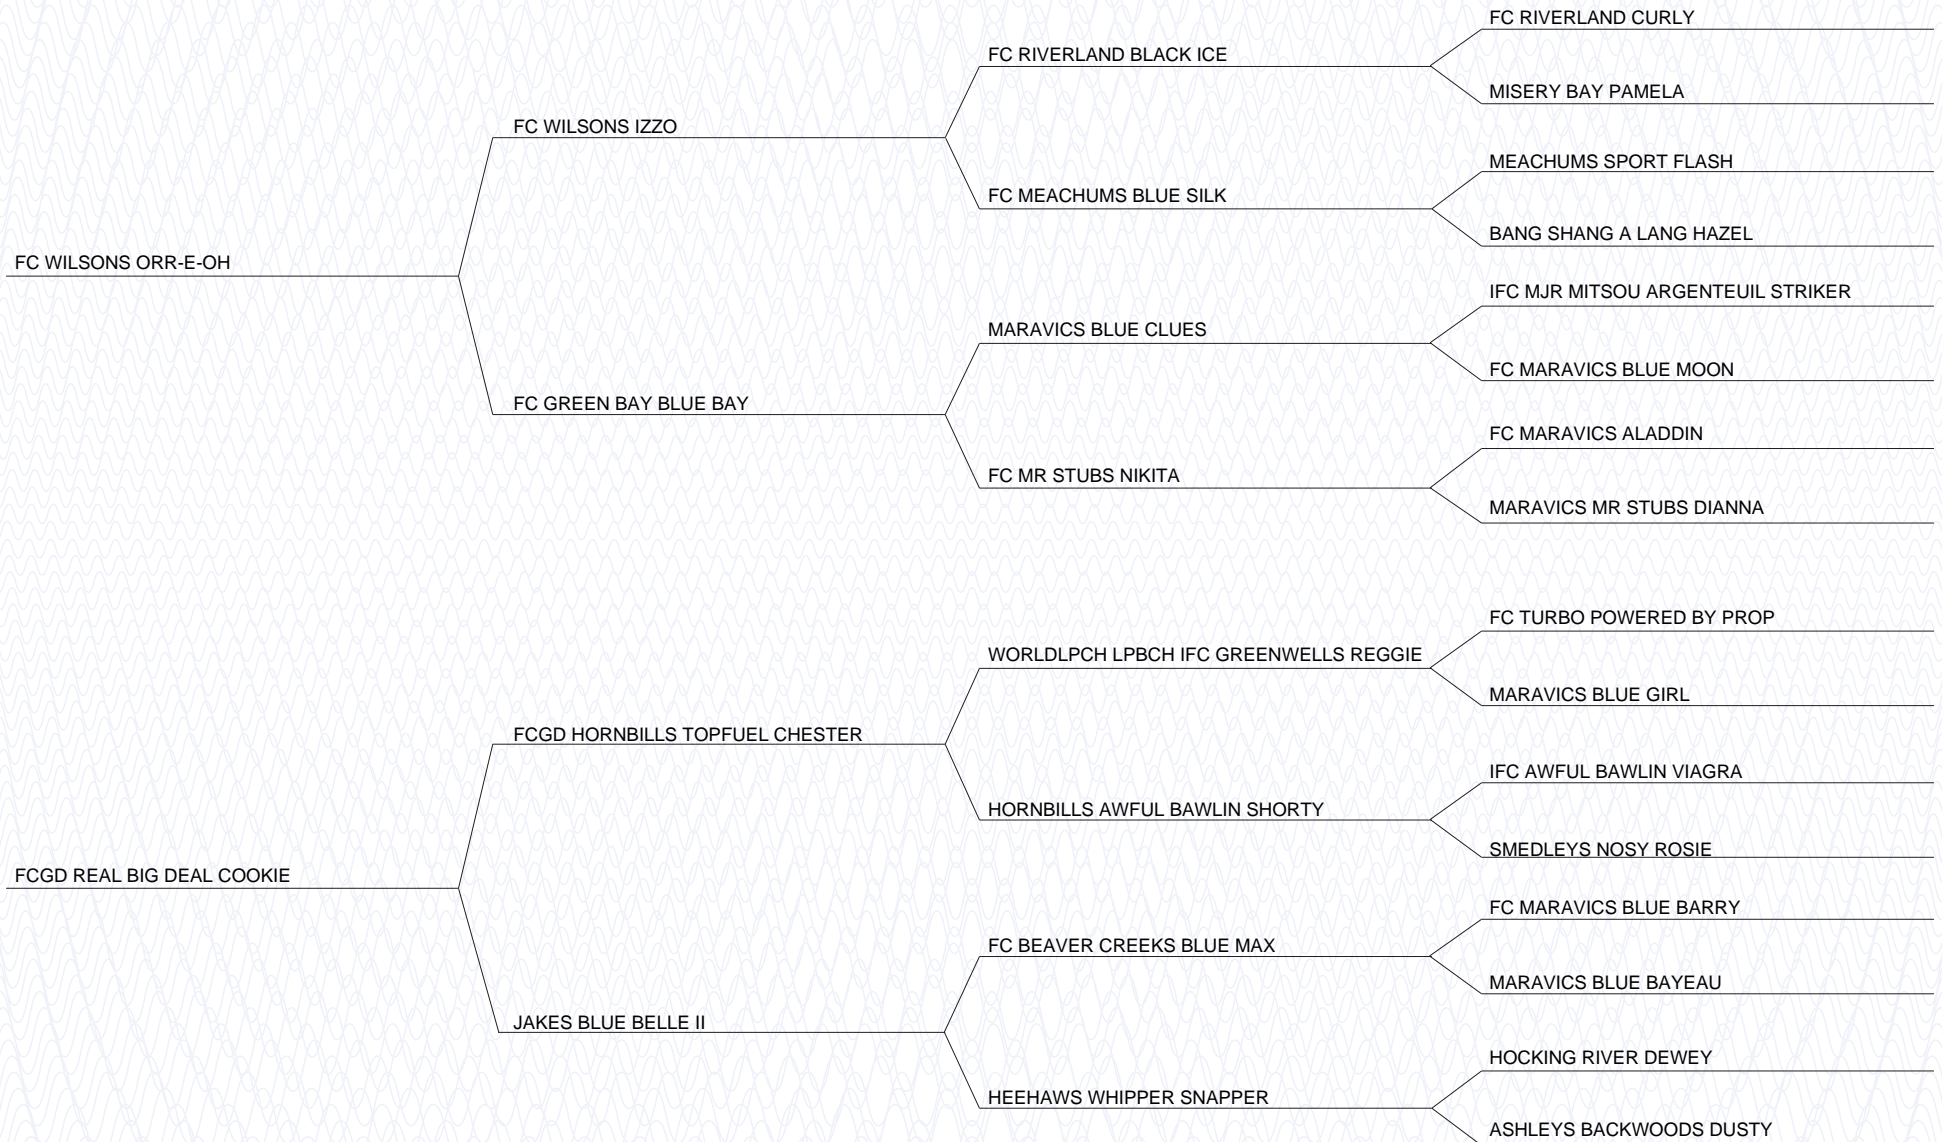 FC RIVERLAND CURLY
FC RIVERLAND BLACK ICE
MISERY BAY PAMELA
FC WILSONS IZZO
MEACHUMS SPORT FLASH
FC MEACHUMS BLUE SILK
BANG SHANG A LANG HAZEL
FC WILSONS ORR-E-OH
IFC MJR MITSOU ARGENTEUIL STRIKER
MARAVICS BLUE CLUES
FC MARAVICS BLUE MOON
FC GREEN BAY BLUE BAY
FC MARAVICS ALADDIN
FC MR STUBS NIKITA
MARAVICS MR STUBS DIANNA
FC TURBO POWERED BY PROP
WORLDLPCH LPBCH IFC GREENWELLS REGGIE
MARAVICS BLUE GIRL
FCGD HORNBILLS TOPFUEL CHESTER
IFC AWFUL BAWLIN VIAGRA
HORNBILLS AWFUL BAWLIN SHORTY
SMEDLEYS NOSY ROSIE
FCGD REAL BIG DEAL COOKIE
FC MARAVICS BLUE BARRY
FC BEAVER CREEKS BLUE MAX
MARAVICS BLUE BAYEAU
JAKES BLUE BELLE II
HOCKING RIVER DEWEY
HEEHAWS WHIPPER SNAPPER
ASHLEYS BACKWOODS DUSTY